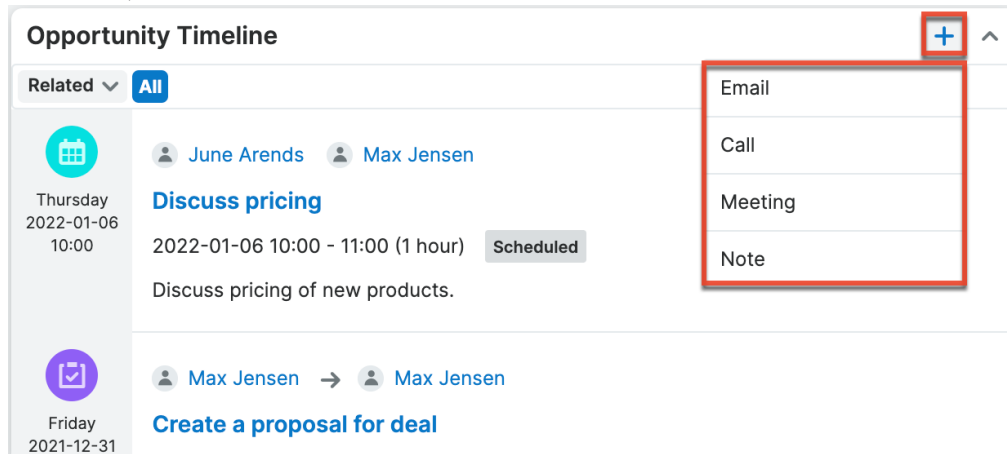 Opportunity Timeline
+
Related All
Email
Call
Meeting
Note
Thursday
2022-01-06
10:00
June Arends Max Jensen
Discuss pricing
2022-01-06 10:00 - 11:00 (1 hour) Scheduled
Discuss pricing of new products.
Friday
2021-12-31
Max Jensen → Max Jensen
Create a proposal for deal